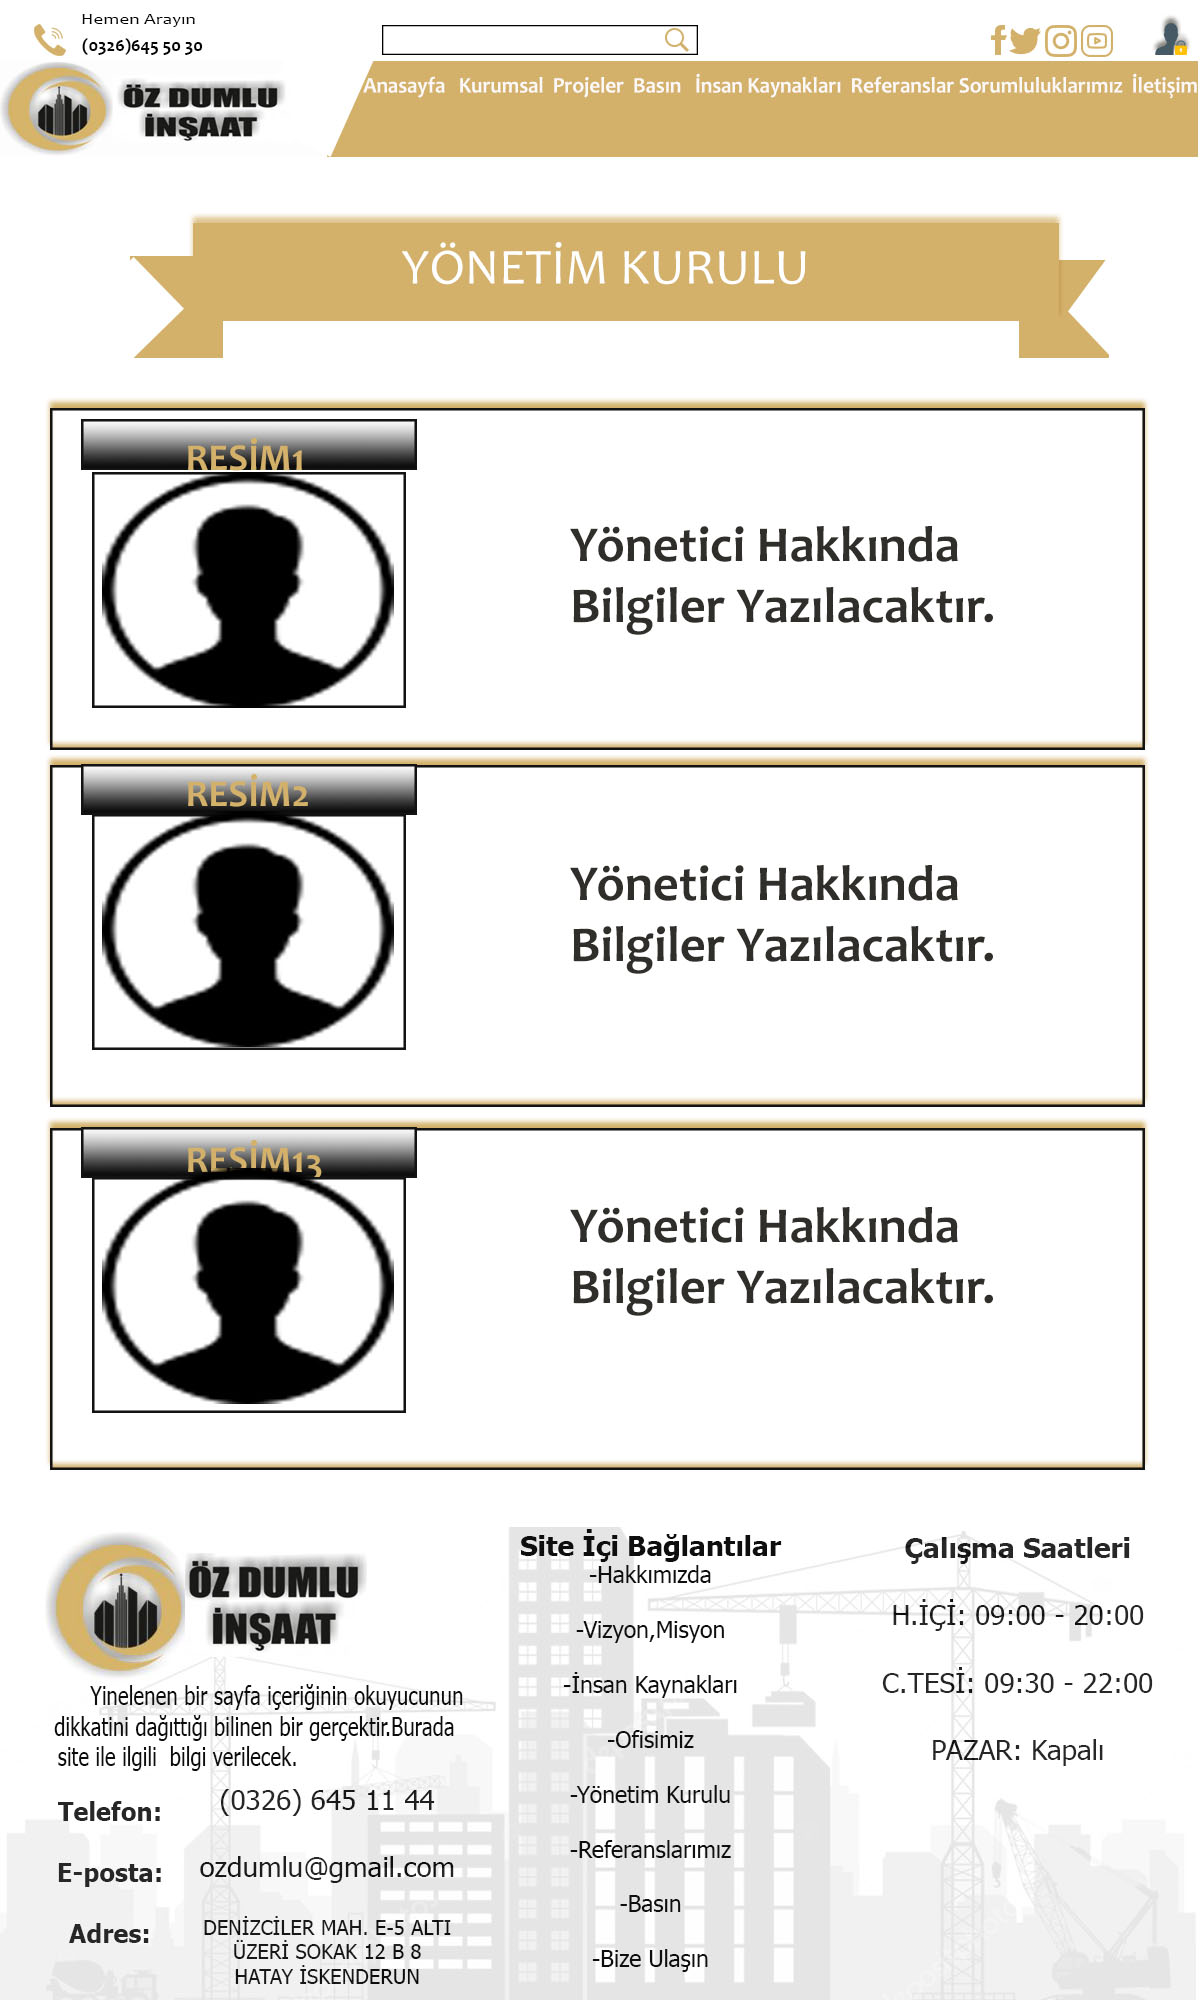 Hemen Arayın
(0326)645 50 30
ÖZ DUMLU
İNŞAAT
Anasayfa Kurumsal Projeler Basın İnsan Kaynakları Referanslar Sorumluluklarımız İletişim
YÖNETİM KURULU
RESİM1
Yönetici Hakkında
Bilgiler Yazılacaktır.
RESİM2
Yönetici Hakkında
Bilgiler Yazılacaktır.
RESİM13
Yönetici Hakkında
Bilgiler Yazılacaktır.
ÖZ DUMLU
İNŞAAT
Yinelenen bir sayfa içeriğinin okuyucunun
dikkatini dağıttığı bilinen bir gerçektir.Burada
site ile ilgili bilgi verilecek.
Telefon: (0326) 645 11 44
E-posta: ozdumlu@gmail.com
Adres: DENİZCİLER MAH. E-5 ALTI
ÜZERİ SOKAK 12 B 8
HATAY İSKENDERUN
Site İçi Bağlantılar
-Hakkımızda
-Vizyon,Misyon
-İnsan Kaynakları
-Ofisimiz
-Yönetim Kurulu
-Referanslarımız
-Basın
-Bize Ulaşın
Çalışma Saatleri
H.İÇİ: 09:00 - 20:00
C.TESİ: 09:30 - 22:00
PAZAR: Kapalı